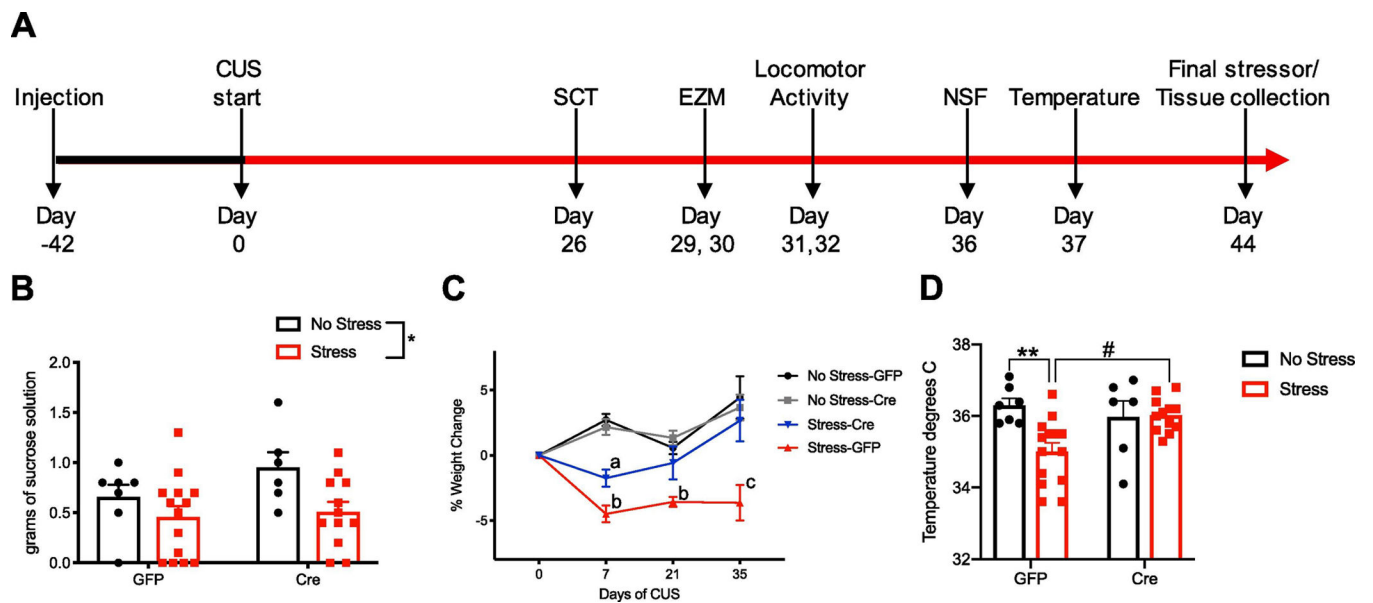 A
Injection
CUS
start
SCT
EZM
Locomotor
Activity
NSF
Temperature
Final stressor/
Tissue collection
Day
-42
Day
0
Day
26
Day
29, 30
Day
31,32
Day
36
Day
37
Day
44
B
No Stress
Stress
*
grams of sucrose solution
2.0
1.5
1.0
0.5
0.0
GFP
Cre
C
% Weight Change
5
0
-5
a
b
b
c
0
7
21
35
Days of CUS
No Stress-GFP
No Stress-Cre
Stress-Cre
Stress-GFP
D
Temperature degrees C
38
36
34
32
**
#
GFP
Cre
No Stress
Stress